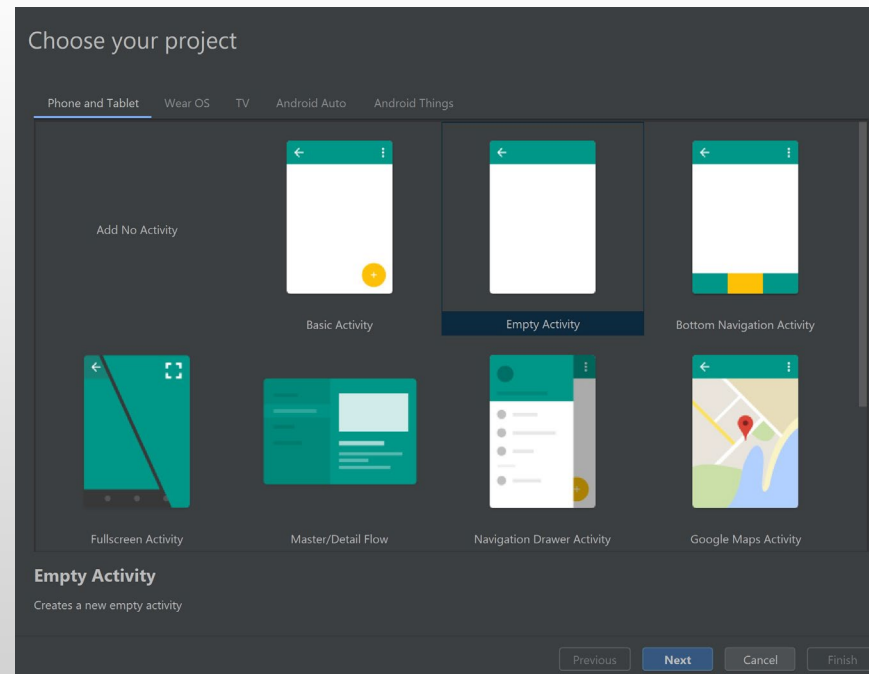 Choose your project
Phone and Tablet Wear OS TV Android Auto Android Things
Add No Activity
Basic Activity
Empty Activity
Bottom Navigation Activity
Fullscreen Activity
Master/Detail Flow
Navigation Drawer Activity
Google Maps Activity
Empty Activity
Creates a new empty activity
Previous Next Cancel Finish